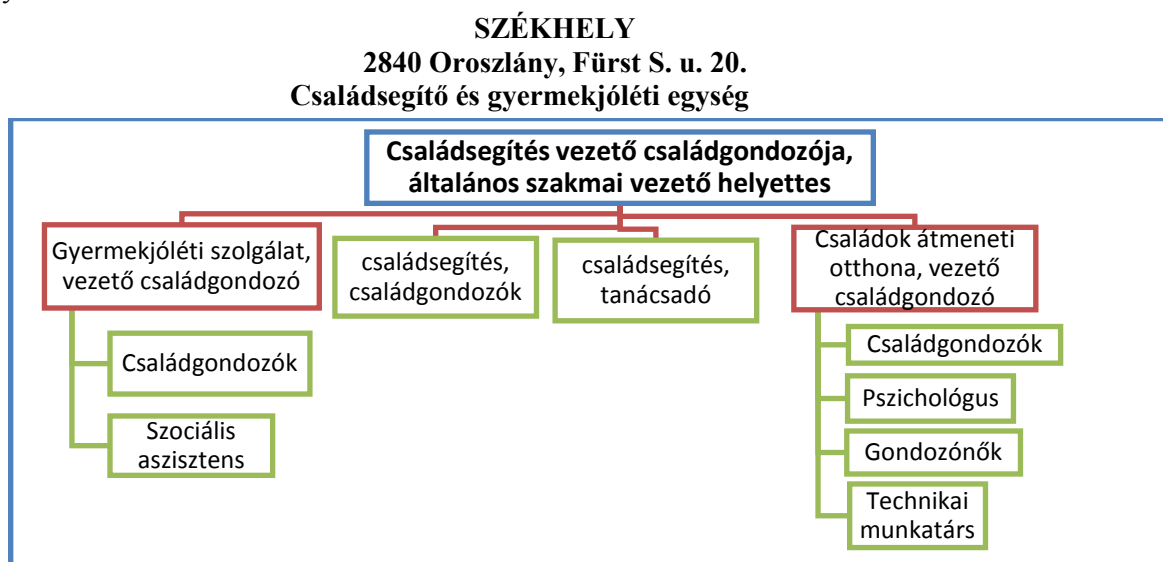 SZÉKHELY
2840 Oroszlány, Fürst S. u. 20.
Családsegítő és gyermekjóléti egység
Családsegítés vezető családgondozója,
általános szakmai vezető helyettes
Gyermekjóléti szolgálat,
vezető családgondozó
családsegítés,
családgondozók
családsegítés,
tanácsadó
Családok átmeneti
otthona, vezető
családgondozó
Családgondozók
Szociális
aszisztens
Családgondozók
Pszichológus
Gondozónők
Technikai
munkatárs